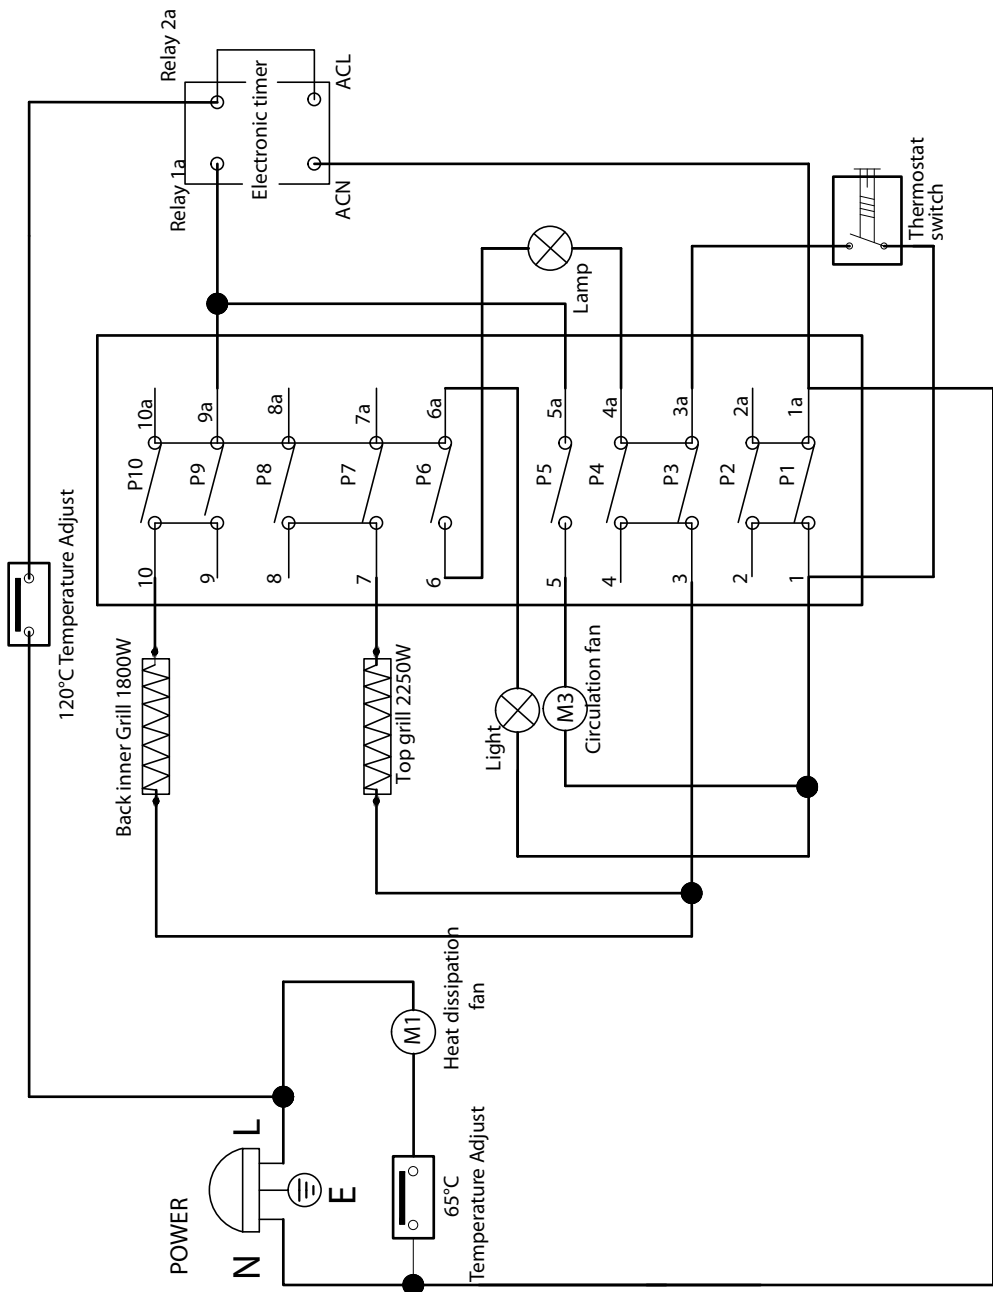 Relay 2a
Relay 1a
Electronic timer
ACL
ACN
Thermostat
switch
Lamp
120°C Temperature Adjust
10a
9a
8a
7a
6a
5a
4a
3a
2a
1a
P10
P9
P8
P7
P6
P5
P4
P3
P2
P1
10
9
8
7
6
5
4
3
2
1
Back inner Grill 1800W
Top grill 2250W
Light
M3
Circulation fan
M1
Heat dissipation
fan
POWER
N
L
E
65°C
Temperature Adjust